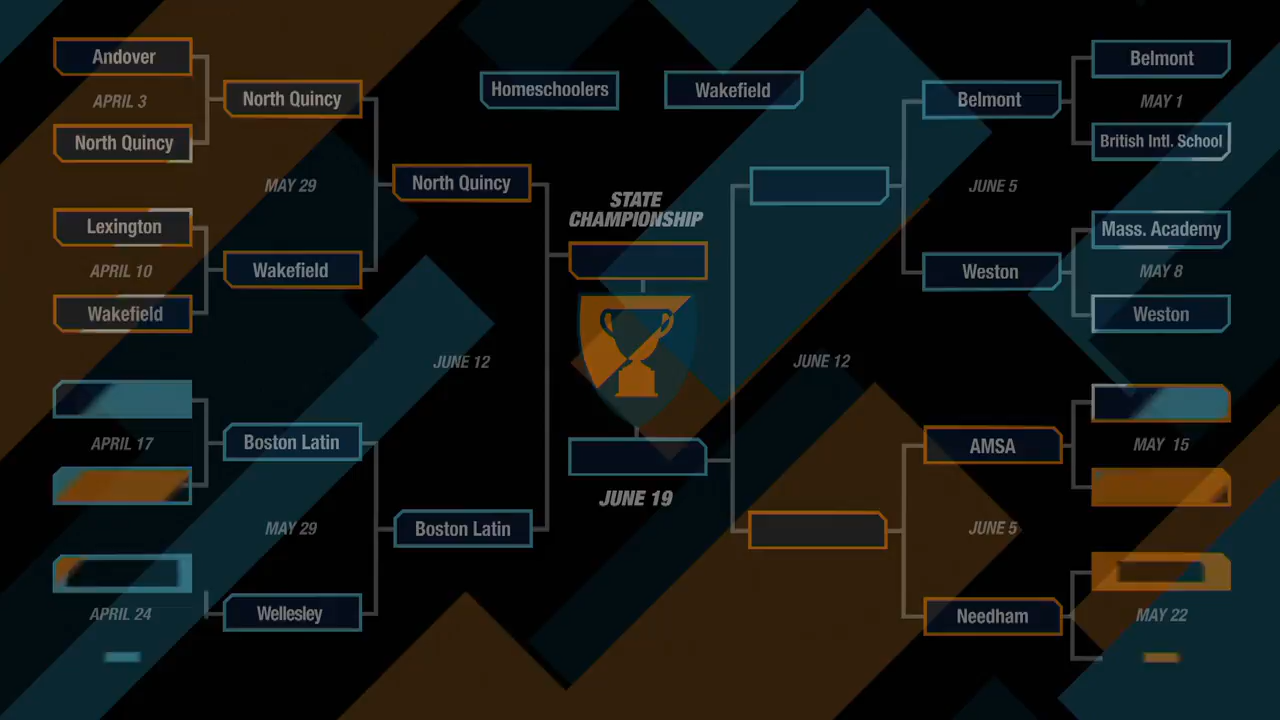 Andover
APRIL 3
North Quincy
Lexington
APRIL 10
Wakefield
APRIL 17
APRIL 24
North Quincy
MAY 29
Wakefield
Boston Latin
MAY 29
Wellesley
North Quincy
JUNE 12
Boston Latin
Homeschoolers
Wakefield
STATE
CHAMPIONSHIP
JUNE 19
JUNE 12
Belmont
JUNE 5
Weston
AMSA
JUNE 5
Needham
Belmont
MAY 1
British Intl. School
Mass. Academy
MAY 8
Weston
MAY 15
MAY 22